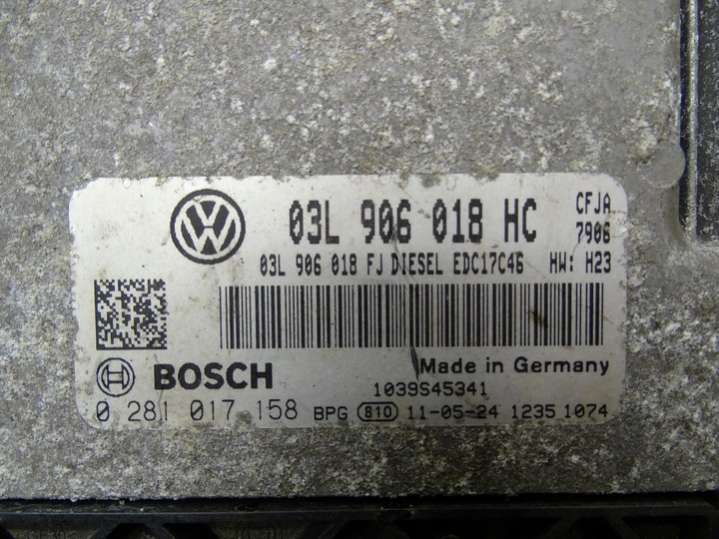 03L 906 018 HC CFJA
7906
03L 906 018 FJ DIESEL EDC17C46 HW: H23
BOSCH Made in Germany
1039S45341
0 281 017 158 BPG 810 11-05-24 1235 1074